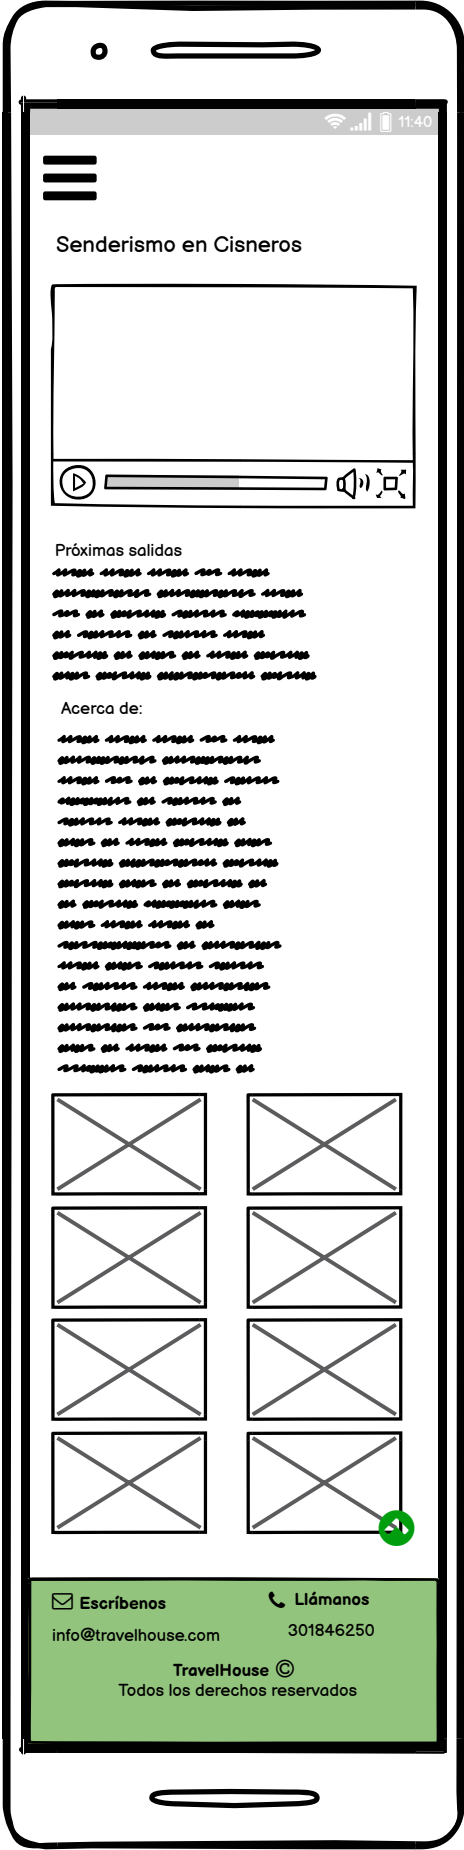 11:40
Senderismo en Cisneros
Próximas salidas
Acerca de:
Escríbenos
Llámanos
info@travelhouse.com
301846250
TravelHouse ©
Todos los derechos reservados